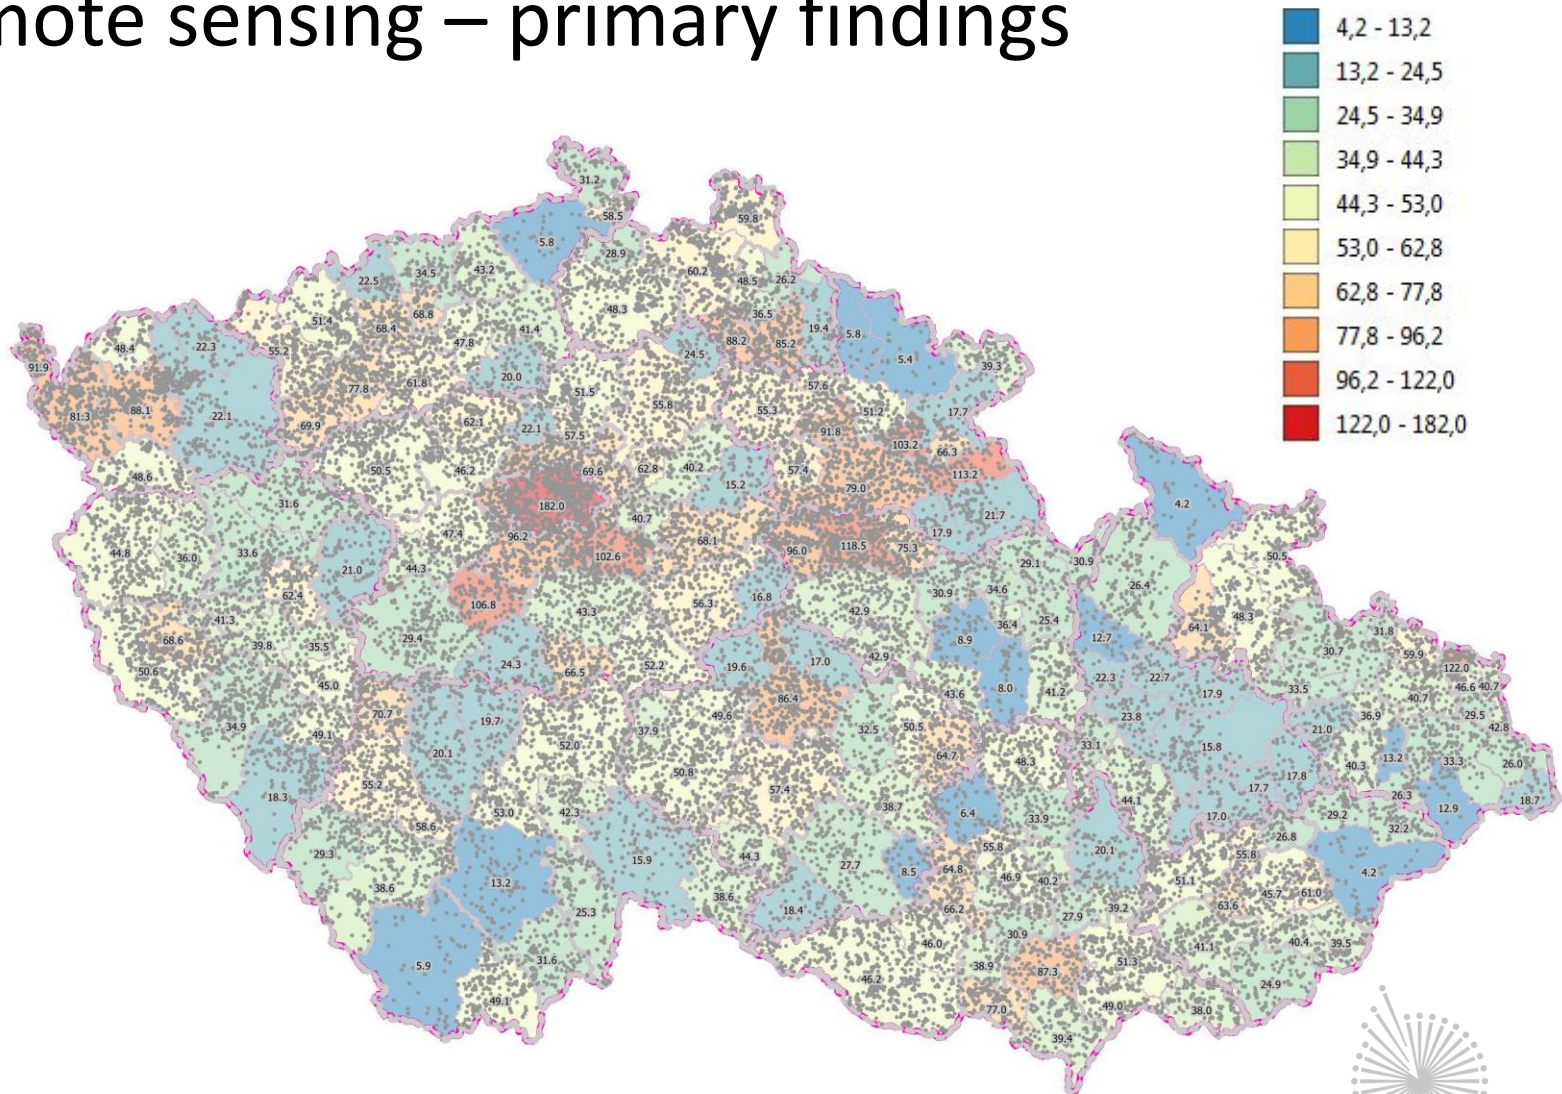 mote sensing – primary findings
4,2 - 13,2
13,2 - 24,5
24,5 - 34,9
34,9 - 44,3
44,3 - 53,0
53,0 - 62,8
62,8 - 77,8
77,8 - 96,2
96,2 - 122,0
122,0 - 182,0
31.2
58.5 59.8
5.8
28.9
22.5 34.5 43.2 60.2 48.5 26.2
51.4 68.4 68.8 48.3 36.5
48.4 22.3 55.2 47.8 41.4 88.2 85.2 19.4 5.8
91.9 24.5 5.4 39.3
77.8 61.8 20.0 51.5 57.6
81.3 88.1 22.1 69.9 62.1 22.1 57.5 55.8 55.3 51.2 17.7
91.8 103.2 66.3
48.6 50.5 46.2 69.6 62.8 40.2 15.2 57.4 79.0 113.2
31.6 182.0 40.7 21.7 4.2
44.8 36.0 33.6 21.0 47.4 96.2 102.6 68.1 96.0 118.5 75.3 17.9
44.3 29.1 30.9 50.5
62.4 106.8 43.3 56.3 16.8 42.9 30.9 34.6 26.4
41.3 29.4 36.4 25.4 48.3
68.6 39.8 35.5 8.9 12.7 64.1 31.8
50.6 24.3 66.5 52.2 19.6 17.0 42.9 30.7 59.9
45.0 22.3 22.7 122.0
70.7 86.4 43.6 8.0 41.2 17.9 33.5 46.6 40.7
34.9 49.1 19.7 37.9 49.6 32.5 50.5 23.8 36.9 40.7 29.5
20.1 52.0 64.7 33.1 15.8 21.0 42.8
55.2 50.8 57.4 48.3 17.8 40.3 13.2 33.3 26.0
18.3 53.0 42.3 38.7 6.4 44.1 17.7 26.3 12.9 18.7
58.6 33.9 17.0 29.2 32.2
29.3 15.9 44.3 27.7 55.8 20.1 55.8 26.8
38.6 13.2 38.6 8.5 64.8 46.9 40.2 51.1 45.7 61.0 4.2
25.3 18.4 66.2 27.9 39.2 63.6
31.6 46.0 30.9 41.1 40.4 39.5
5.9 46.2 38.9 87.3 51.3 24.9
49.1 77.0 49.0 38.0
39.4